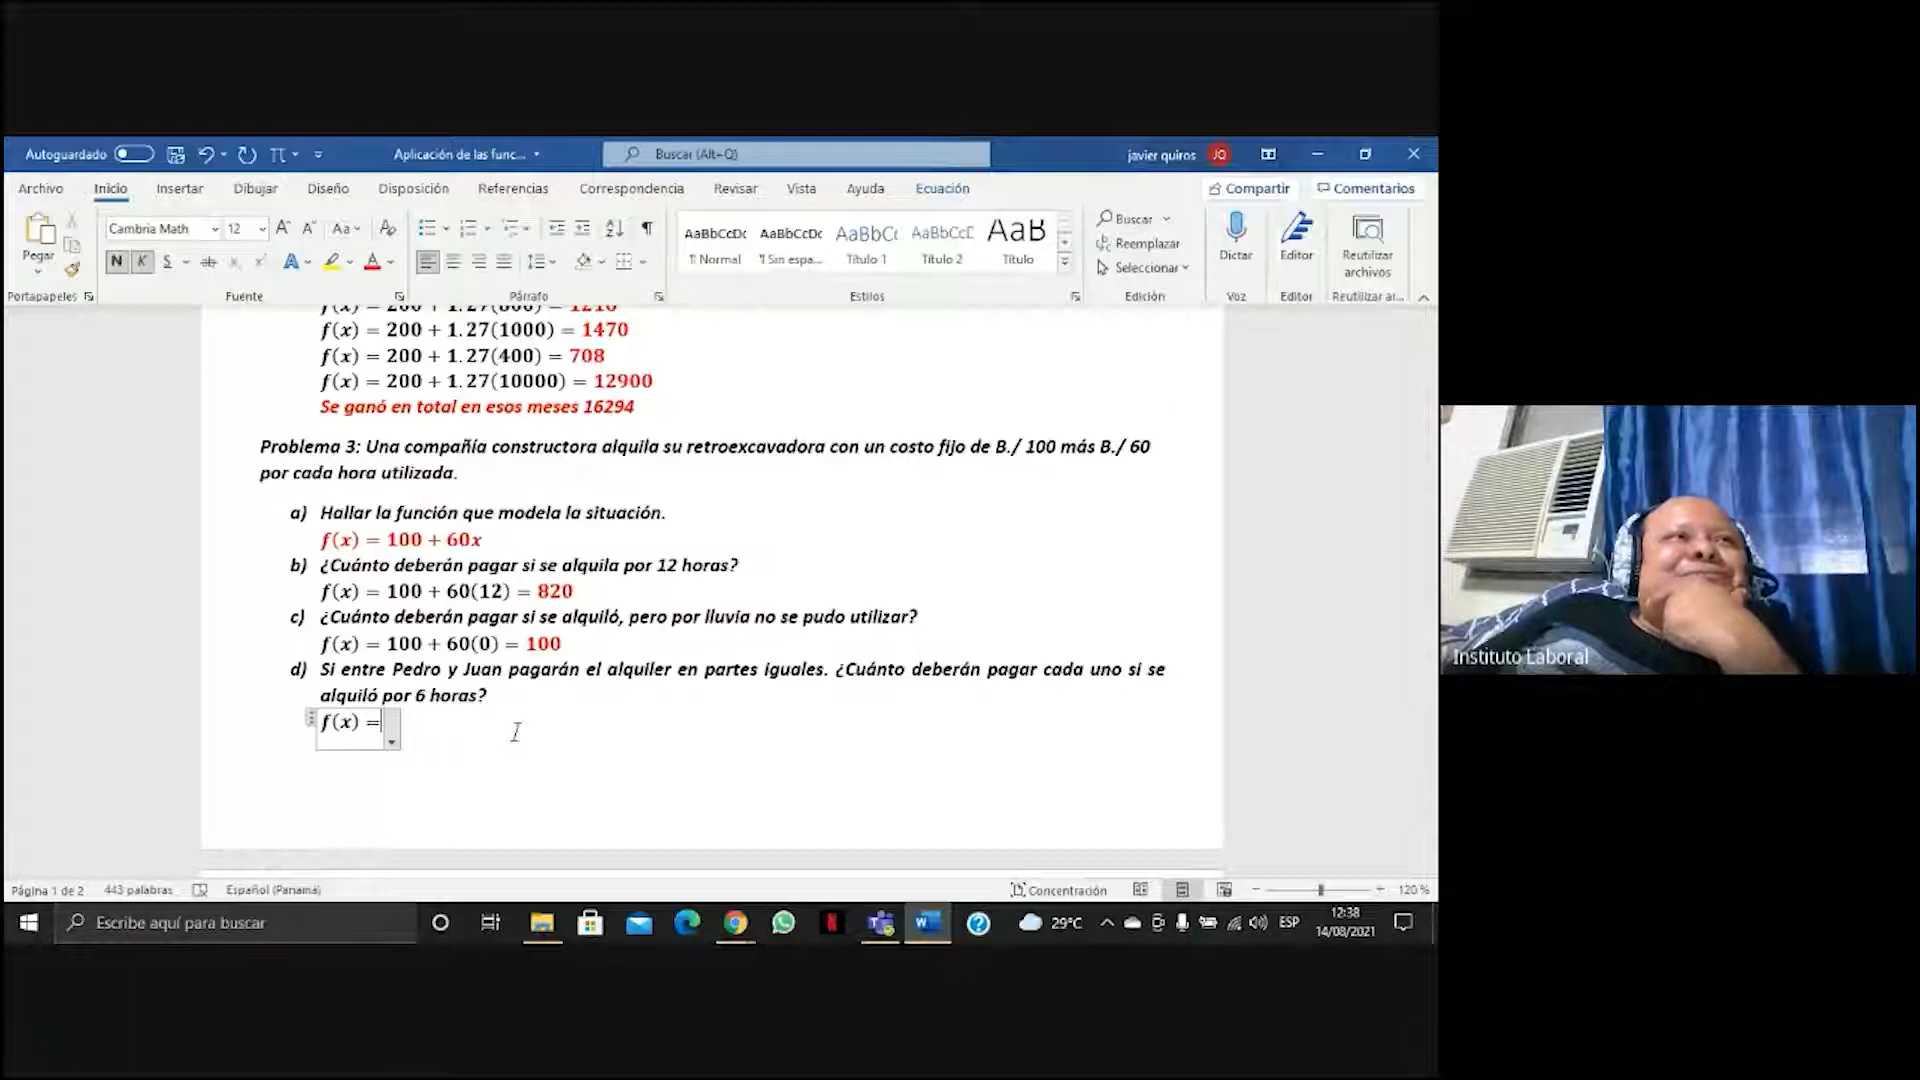 Autoguardado
Aplicación de las func...
Buscar (Alt+Q)
javier quiros
JQ
Archivo Inicio Insertar Dibujar Diseño Disposición Referencias Correspondencia Revisar Vista Ayuda Ecuación Compartir Comentarios
Pegar
Cambria Math 12
N K S ab
AaBbCcDc AaBbCcDc AaBbC( AaBbCcD AaB
¶ Normal ¶ Sin espa... Título 1 Título 2 Título
Buscar
Reemplazar
Seleccionar
Dictar
Editor
Reutilizar
archivos
Portapapeles Fuente Párrafo Estilos Edición Voz Editor Reutilizar ar...
f(x) = 200 + 1.27(800) = 1216
f(x) = 200 + 1.27(1000) = 1470
f(x) = 200 + 1.27(400) = 708
f(x) = 200 + 1.27(10000) = 12900
Se ganó en total en esos meses 16294
Problema 3: Una compañía constructora alquila su retroexcavadora con un costo fijo de B./ 100 más B./ 60
por cada hora utilizada.
a) Hallar la función que modela la situación.
f(x) = 100 + 60x
b) ¿Cuánto deberán pagar si se alquila por 12 horas?
f(x) = 100 + 60(12) = 820
c) ¿Cuánto deberán pagar si se alquiló, pero por lluvia no se pudo utilizar?
f(x) = 100 + 60(0) = 100
d) Si entre Pedro y Juan pagarán el alquiler en partes iguales. ¿Cuánto deberán pagar cada uno si se
alquiló por 6 horas?
f(x) =
Instituto Laboral
Página 1 de 2 443 palabras Español (Panamá) Concentración 120 %
Escribe aquí para buscar
29°C
ESP
12:38
14/08/2021